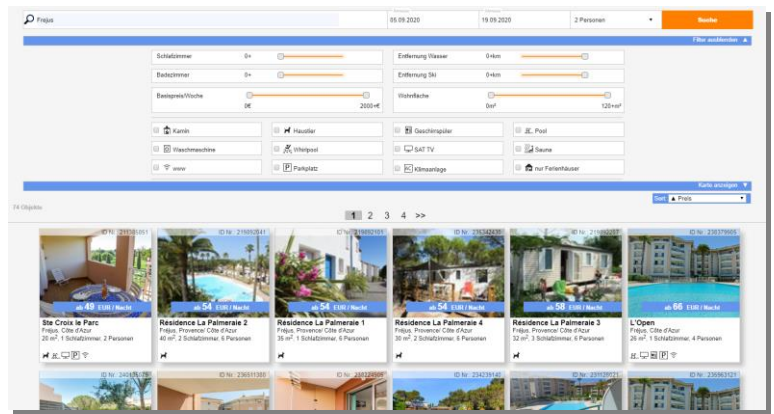 Frejus
05.09.2020
19.09.2020
2 Personen
Suche
Filter ausblenden ▲
Schlafzimmer 0+
Entfernung Wasser 0+km
Badezimmer 0+
Entfernung Ski 0+km
Basispreis/Woche
0€ 2000+€
Wohnfläche
0m² 120+m²
Kamin
Haustier
Geschirrspüler
Pool
Waschmaschine
Whirlpool
SAT TV
Sauna
www
P Parkplatz
AC Klimaanlage
nur Ferienhäuser
Karte anzeigen ▼
Sort ▲ Preis
74 Objekte
1 2 3 4 >>
ab 49 EUR / Nacht
Ste Croix le Parc
Fréjus, Côte d'Azur
20 m², 1 Schlafzimmer, 2 Personen
ab 54 EUR / Nacht
Résidence La Palmeraie 2
Fréjus, Provence/ Côte d'Azur
40 m², 2 Schlafzimmer, 6 Personen
ab 54 EUR / Nacht
Résidence La Palmeraie 1
Fréjus, Provence/ Côte d'Azur
35 m², 1 Schlafzimmer, 6 Personen
ab 54 EUR / Nacht
Résidence La Palmeraie 4
Fréjus, Provence/ Côte d'Azur
30 m², 2 Schlafzimmer, 6 Personen
ab 58 EUR / Nacht
Résidence La Palmeraie 3
Fréjus, Provence/ Côte d'Azur
32 m², 3 Schlafzimmer, 6 Personen
ID Nr.: 238379985
ab 66 EUR / Nacht
L'Open
Fréjus, Côte d'Azur
26 m², 1 Schlafzimmer, 4 Personen